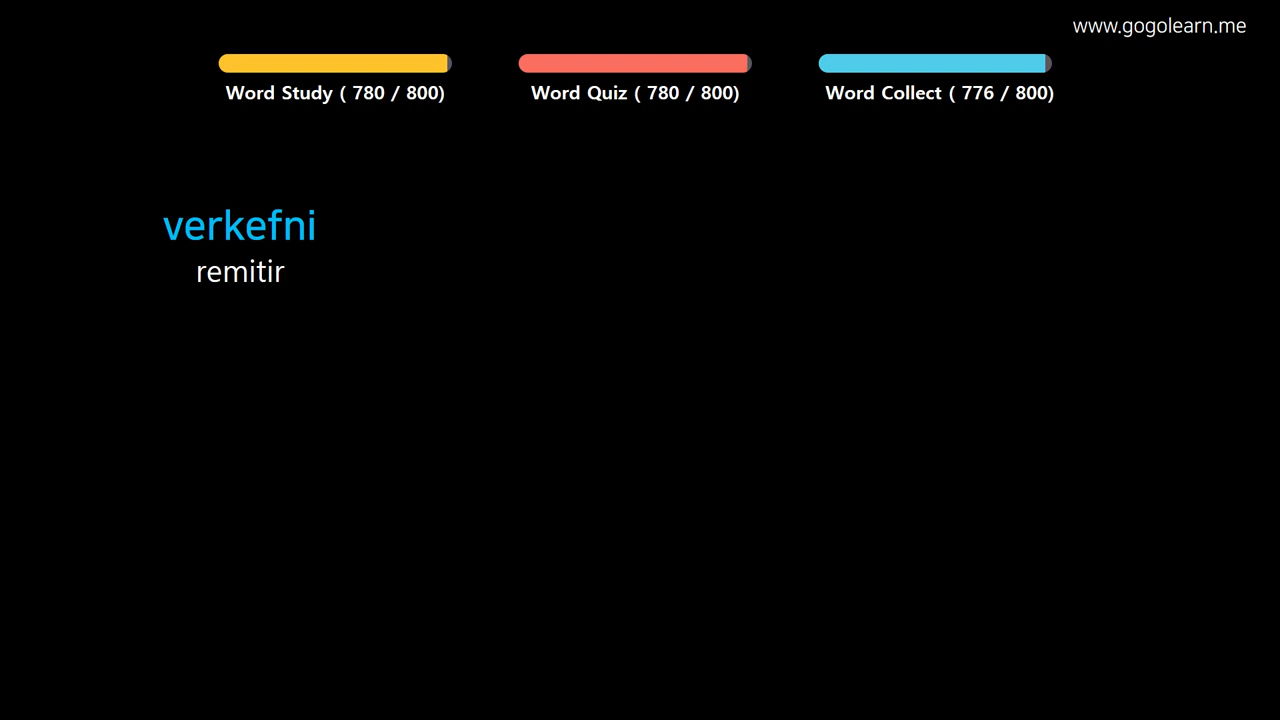 www.gogolearn.me
Word Study ( 780 / 800)
Word Quiz ( 780 / 800)
Word Collect ( 776 / 800)
verkefni
remitir